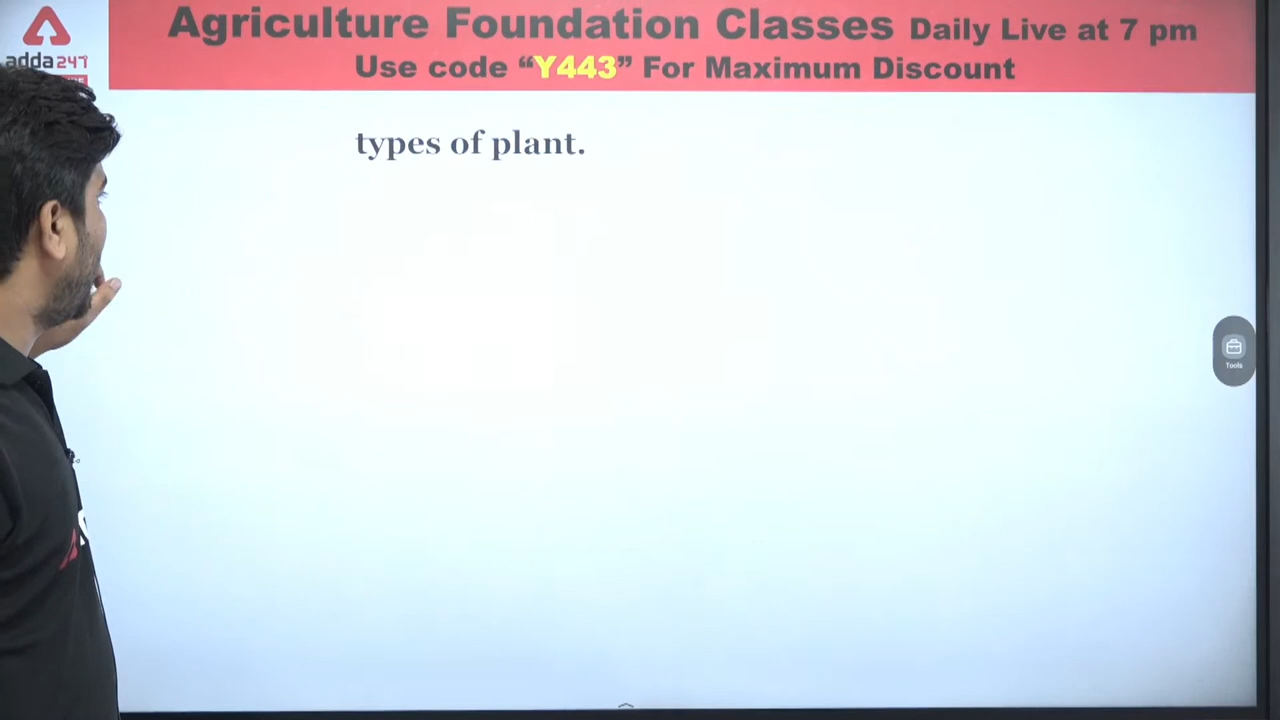 Agriculture Foundation Classes Daily Live at 7 pm
Use code “Y443” For Maximum Discount
adda247
types of plant.
Tools